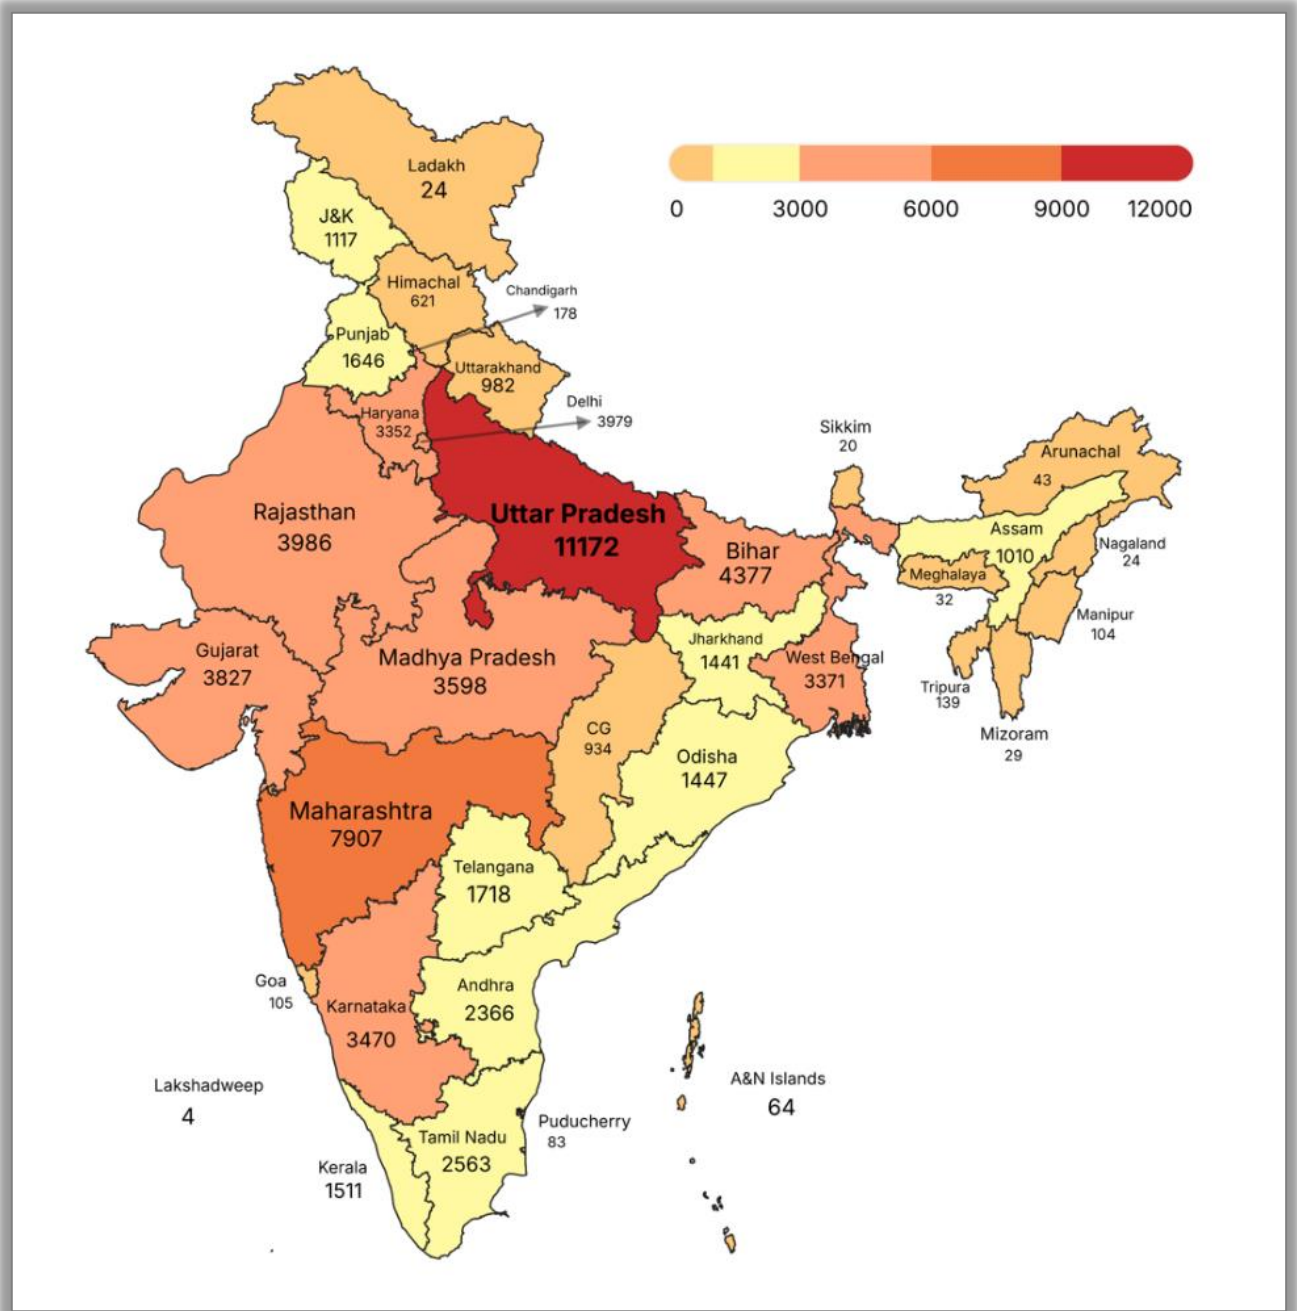 Ladakh
24
0 3000 6000 9000 12000
J&K
1117
Himachal
621
Chandigarh
178
Punjab
1646
Uttarakhand
982
Delhi
3979
Haryana
3352
Sikkim
20
Arunachal
43
Rajasthan
3986
Uttar Pradesh
11172
Bihar
4377
Assam
1010
Nagaland
24
Meghalaya
32
Manipur
104
Gujarat
3827
Madhya Pradesh
3598
Jharkhand
1441
West Bengal
3371
Tripura
139
Mizoram
29
CG
934
Odisha
1447
Maharashtra
7907
Telangana
1718
Goa
105
Karnataka
3470
Andhra
2366
Lakshadweep
4
A&N Islands
64
Puducherry
83
Tamil Nadu
2563
Kerala
1511